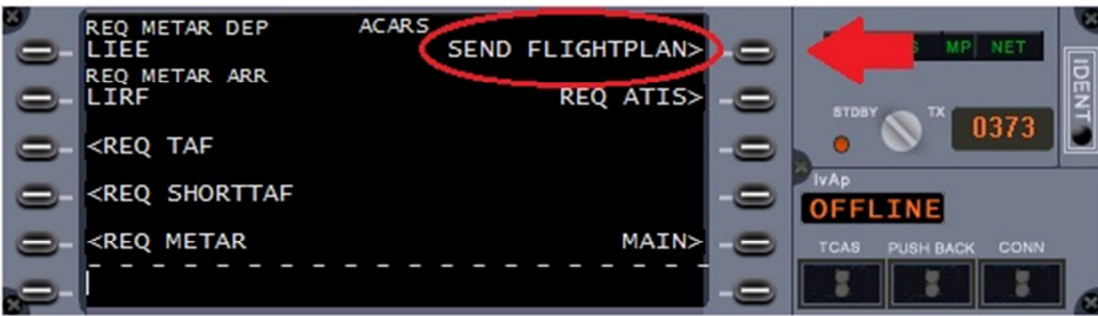 REQ METAR DEP ACARS
LIEE SEND FLIGHTPLAN>
REQ METAR ARR
LIRF REQ ATIS>
<REQ TAF
<REQ SHORTTAF
<REQ METAR MAIN>
MP NET
IDENT
STDBY TX 0373
IvAp
OFFLINE
TCAS PUSH BACK CONN